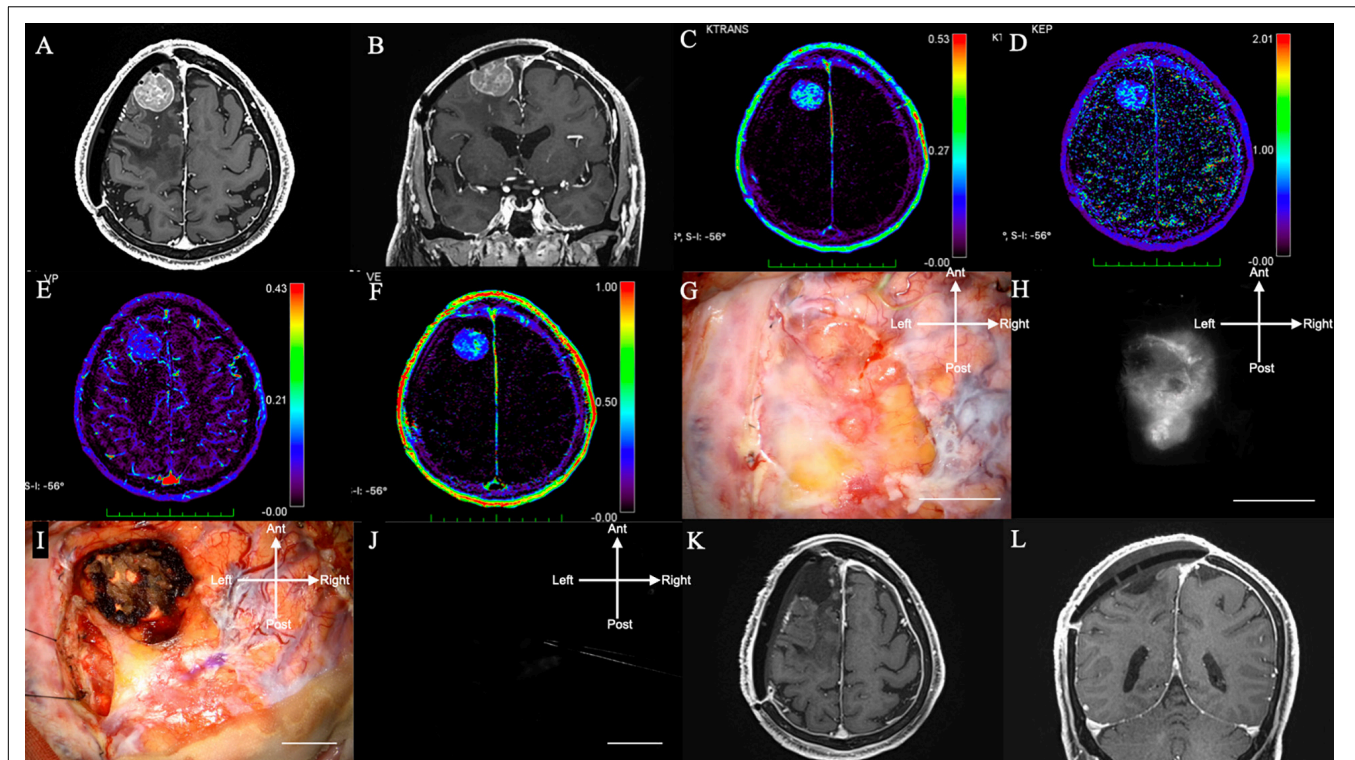 A
B
C
KTRANS
0.53
0.27
-0.00
S-I: -56°
D
KEP
2.01
1.00
-0.00
S-I: -56°
E
VP
0.43
0.21
-0.00
S-I: -56°
F
VE
1.00
0.50
-0.00
S-I: -56°
G
Ant
Left
Right
Post
H
Ant
Left
Right
Post
I
Ant
Left
Right
Post
J
Ant
Left
Right
Post
K
L